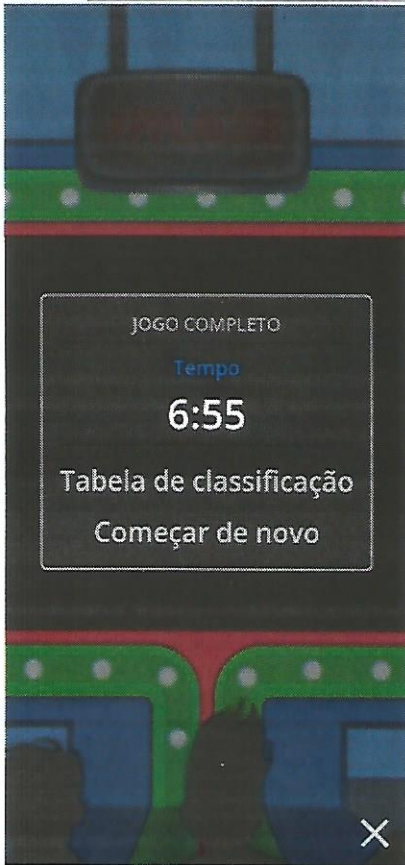 JOGO COMPLETO
Tempo
6:55
Tabela de classificação
Começar de novo